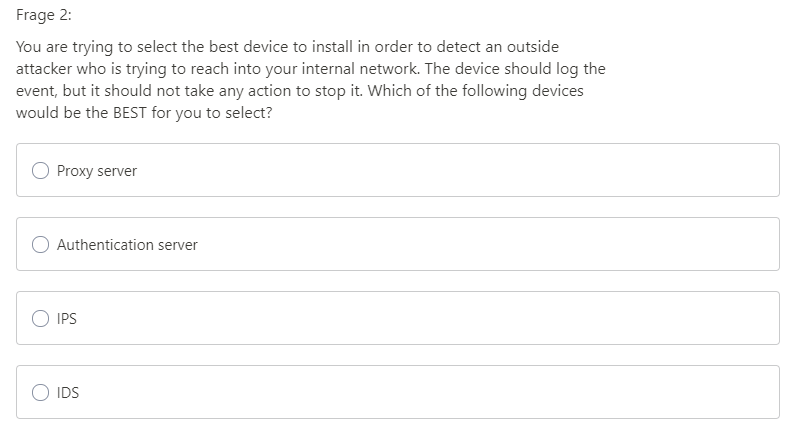 Frage 2:
You are trying to select the best device to install in order to detect an outside
attacker who is trying to reach into your internal network. The device should log the
event, but it should not take any action to stop it. Which of the following devices
would be the BEST for you to select?
Proxy server
Authentication server
IPS
IDS